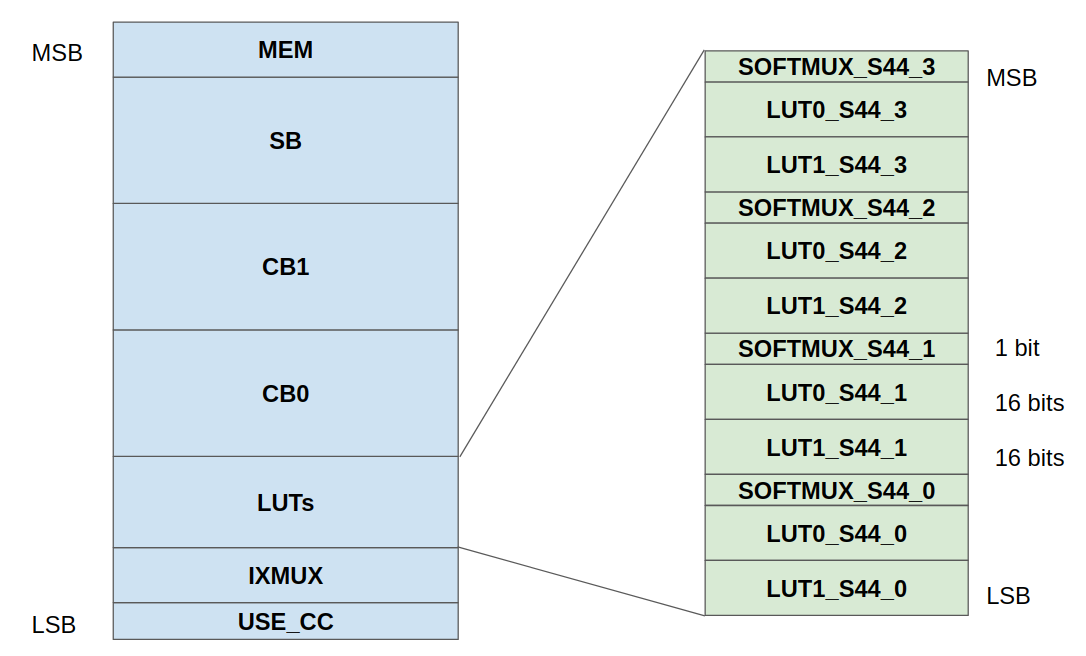 MSB
MEM
SB
CB1
CB0
LUTs
IXMUX
USE_CC
LSB
SOFTMUX_S44_3
MSB
LUT0_S44_3
LUT1_S44_3
SOFTMUX_S44_2
LUT0_S44_2
LUT1_S44_2
SOFTMUX_S44_1
1 bit
LUT0_S44_1
16 bits
LUT1_S44_1
16 bits
SOFTMUX_S44_0
LUT0_S44_0
LUT1_S44_0
LSB